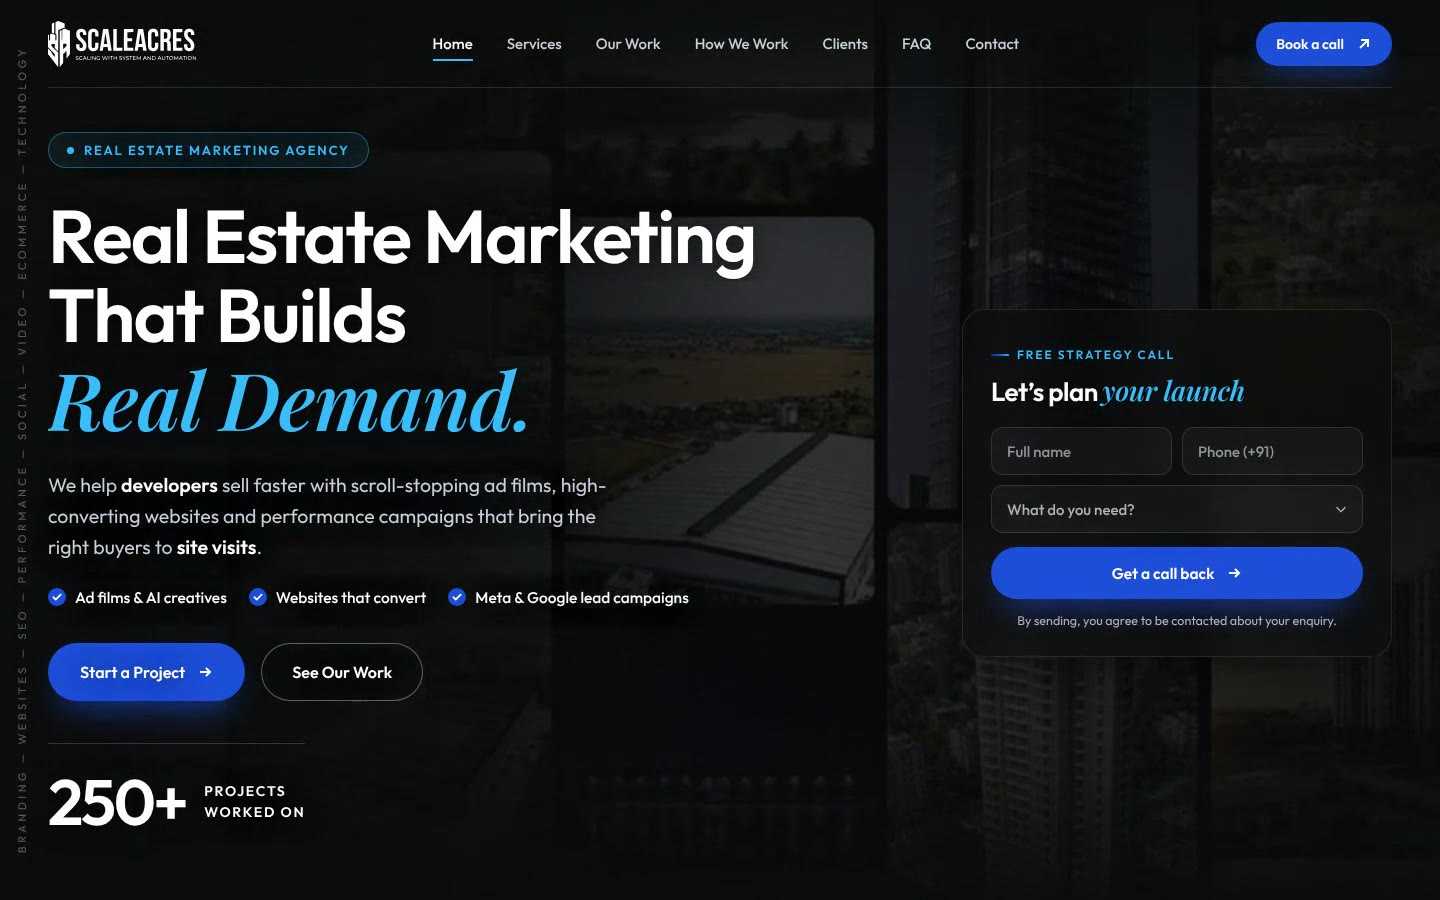 SCALEACRES
SCALING WITH SYSTEM AND AUTOMATION
Home
Services
Our Work
How We Work
Clients
FAQ
Contact
Book a call
BRANDING — WEBSITES — SEO — PERFORMANCE — SOCIAL — VIDEO — ECOMMERCE — TECHNOLOGY
REAL ESTATE MARKETING AGENCY
Real Estate Marketing
That Builds
Real Demand.
We help developers sell faster with scroll-stopping ad films, high-
converting websites and performance campaigns that bring the
right buyers to site visits.
Ad films & AI creatives
Websites that convert
Meta & Google lead campaigns
Start a Project
See Our Work
250+
PROJECTS
WORKED ON
FREE STRATEGY CALL
Let's plan your launch
Full name
Phone (+91)
What do you need?
Get a call back
By sending, you agree to be contacted about your enquiry.